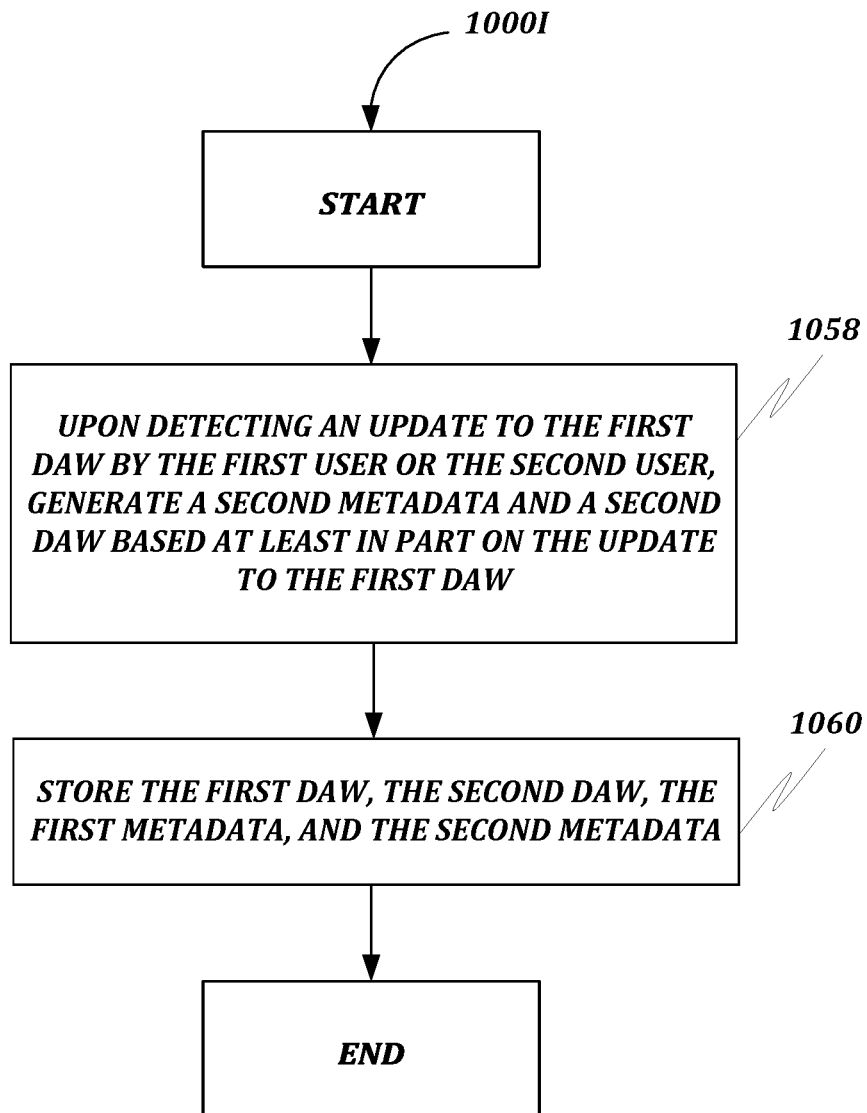 1000I
START
1058
UPON DETECTING AN UPDATE TO THE FIRST
DAW BY THE FIRST USER OR THE SECOND USER,
GENERATE A SECOND METADATA AND A SECOND
DAW BASED AT LEAST IN PART ON THE UPDATE
TO THE FIRST DAW
1060
STORE THE FIRST DAW, THE SECOND DAW, THE
FIRST METADATA, AND THE SECOND METADATA
END